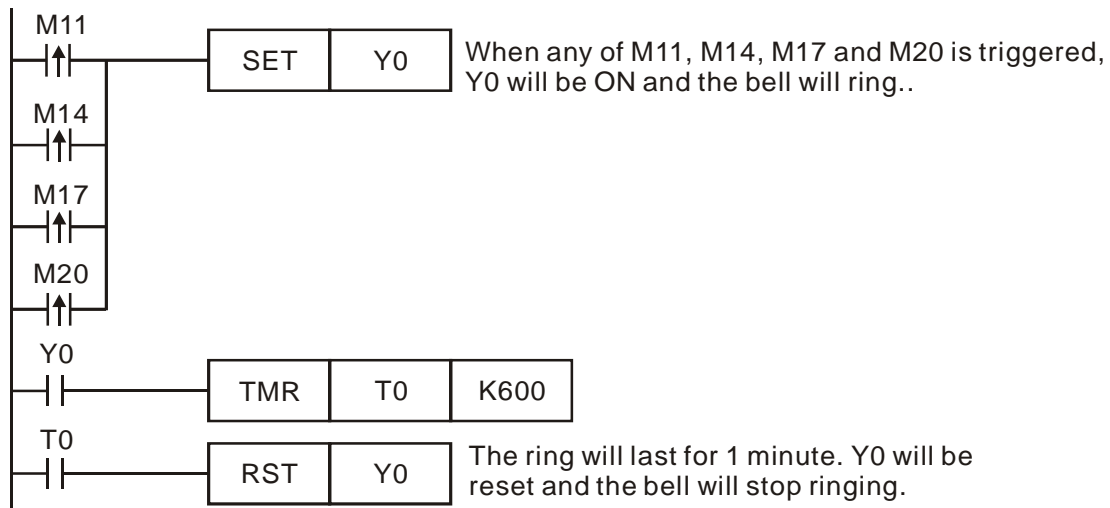 M11
SET Y0 When any of M11, M14, M17 and M20 is triggered,
Y0 will be ON and the bell will ring..
M14
M17
M20
Y0
TMR T0 K600
T0
RST Y0 The ring will last for 1 minute. Y0 will be
reset and the bell will stop ringing.